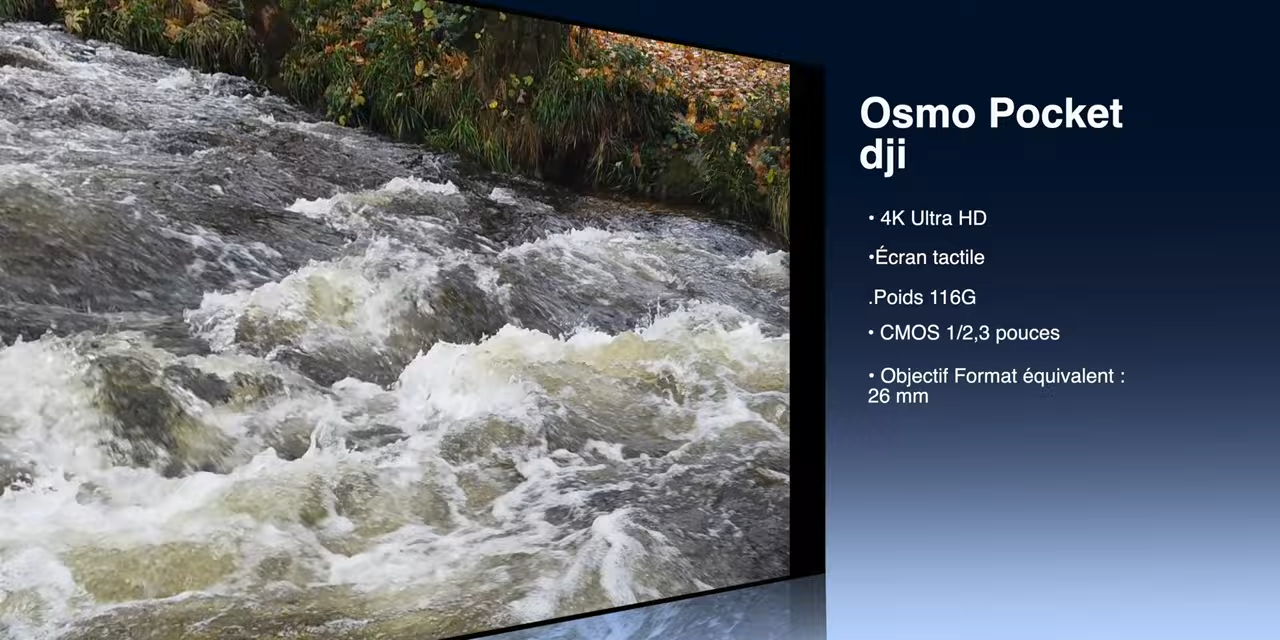 Osmo Pocket
dji
• 4K Ultra HD
•Écran tactile
.Poids 116G
• CMOS 1/2,3 pouces
• Objectif Format équivalent :
26 mm